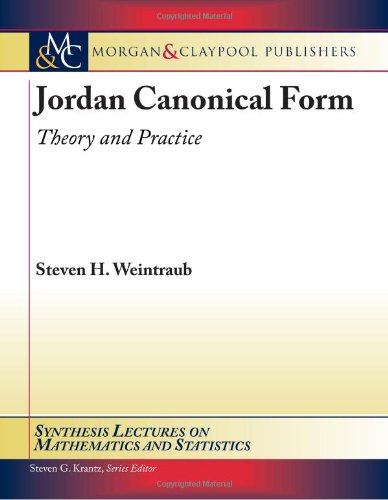 Copyrighted Material
M
&C
MORGAN&CLAYPOOL PUBLISHERS
Jordan Canonical Form
Theory and Practice
Steven H. Weintraub
SYNTHESIS LECTURES ON
MATHEMATICS AND STATISTICS
Steven G. Krantz, Series Editor
Copyrighted Material